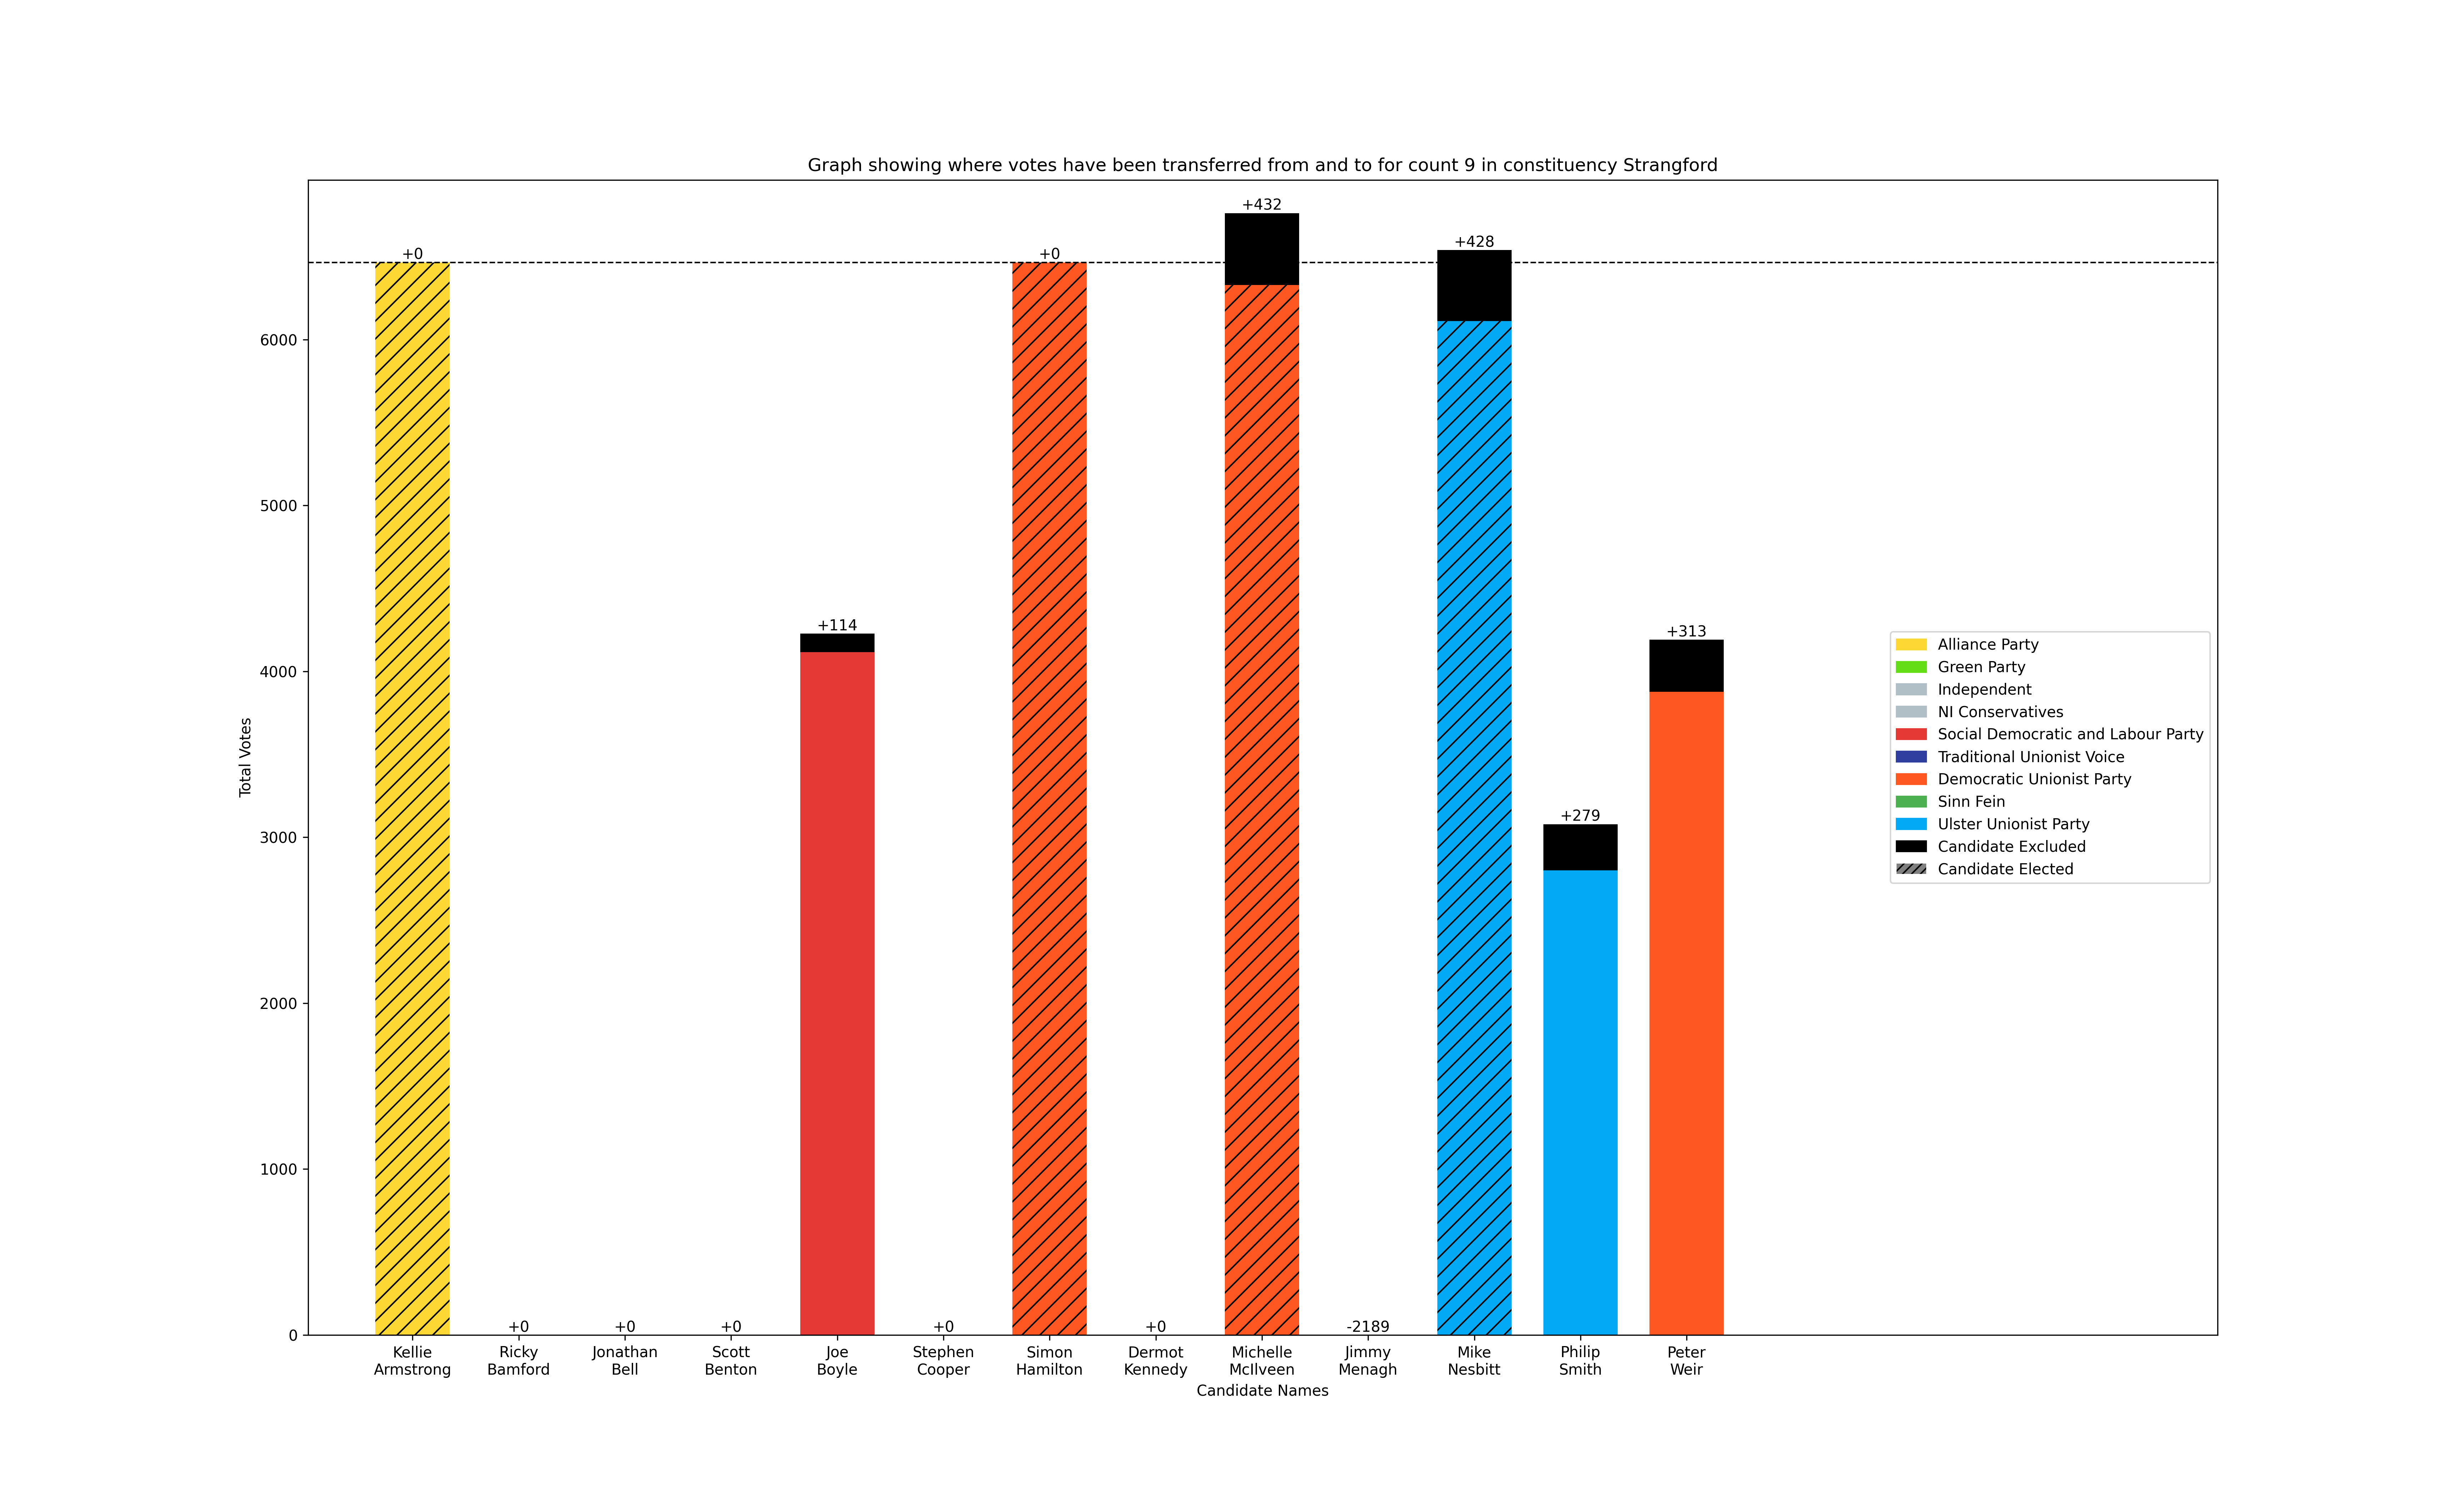 Graph showing where votes have been transferred from and to for count 9 in constituency Strangford
+432
+428
+0
+0
+114
+313
+279
+0
+0
+0
+0
+0
-2189
6000
5000
4000
3000
2000
1000
0
Total Votes
Alliance Party
Green Party
Independent
NI Conservatives
Social Democratic and Labour Party
Traditional Unionist Voice
Democratic Unionist Party
Sinn Fein
Ulster Unionist Party
Candidate Excluded
Candidate Elected
Kellie
Armstrong
Ricky
Bamford
Jonathan
Bell
Scott
Benton
Joe
Boyle
Stephen
Cooper
Simon
Hamilton
Dermot
Kennedy
Michelle
McIlveen
Jimmy
Menagh
Mike
Nesbitt
Philip
Smith
Peter
Weir
Candidate Names